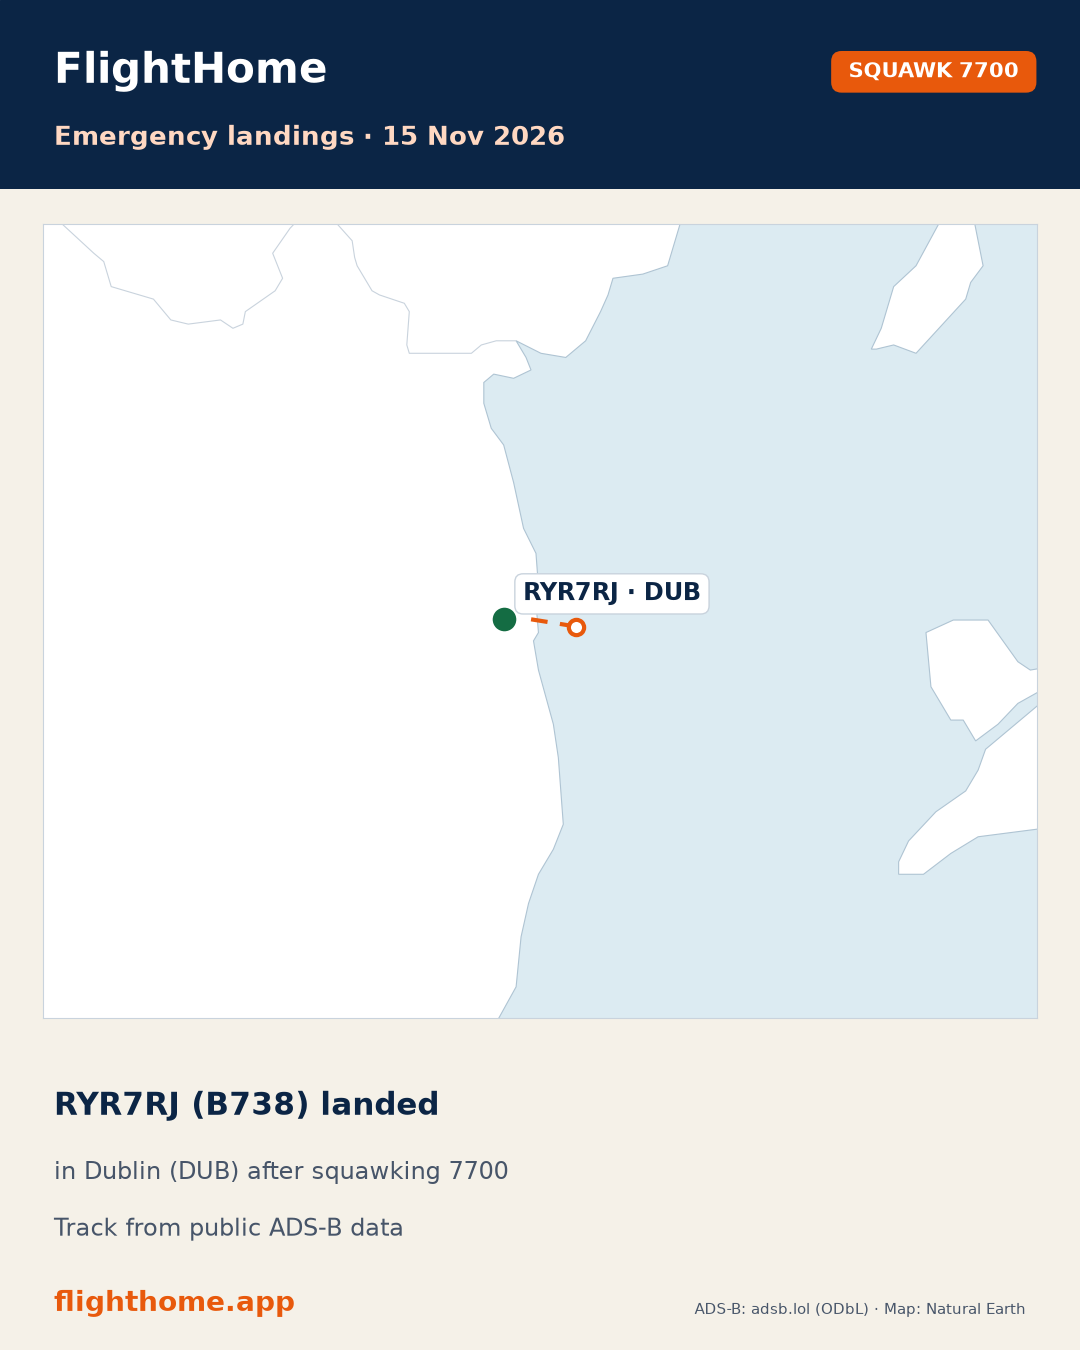 FlightHome
SQUAWK 7700
Emergency landings · 15 Nov 2026
RYR7RJ · DUB
RYR7RJ (B738) landed
in Dublin (DUB) after squawking 7700
Track from public ADS-B data
flighthome.app
ADS-B: adsb.lol (ODbL) · Map: Natural Earth